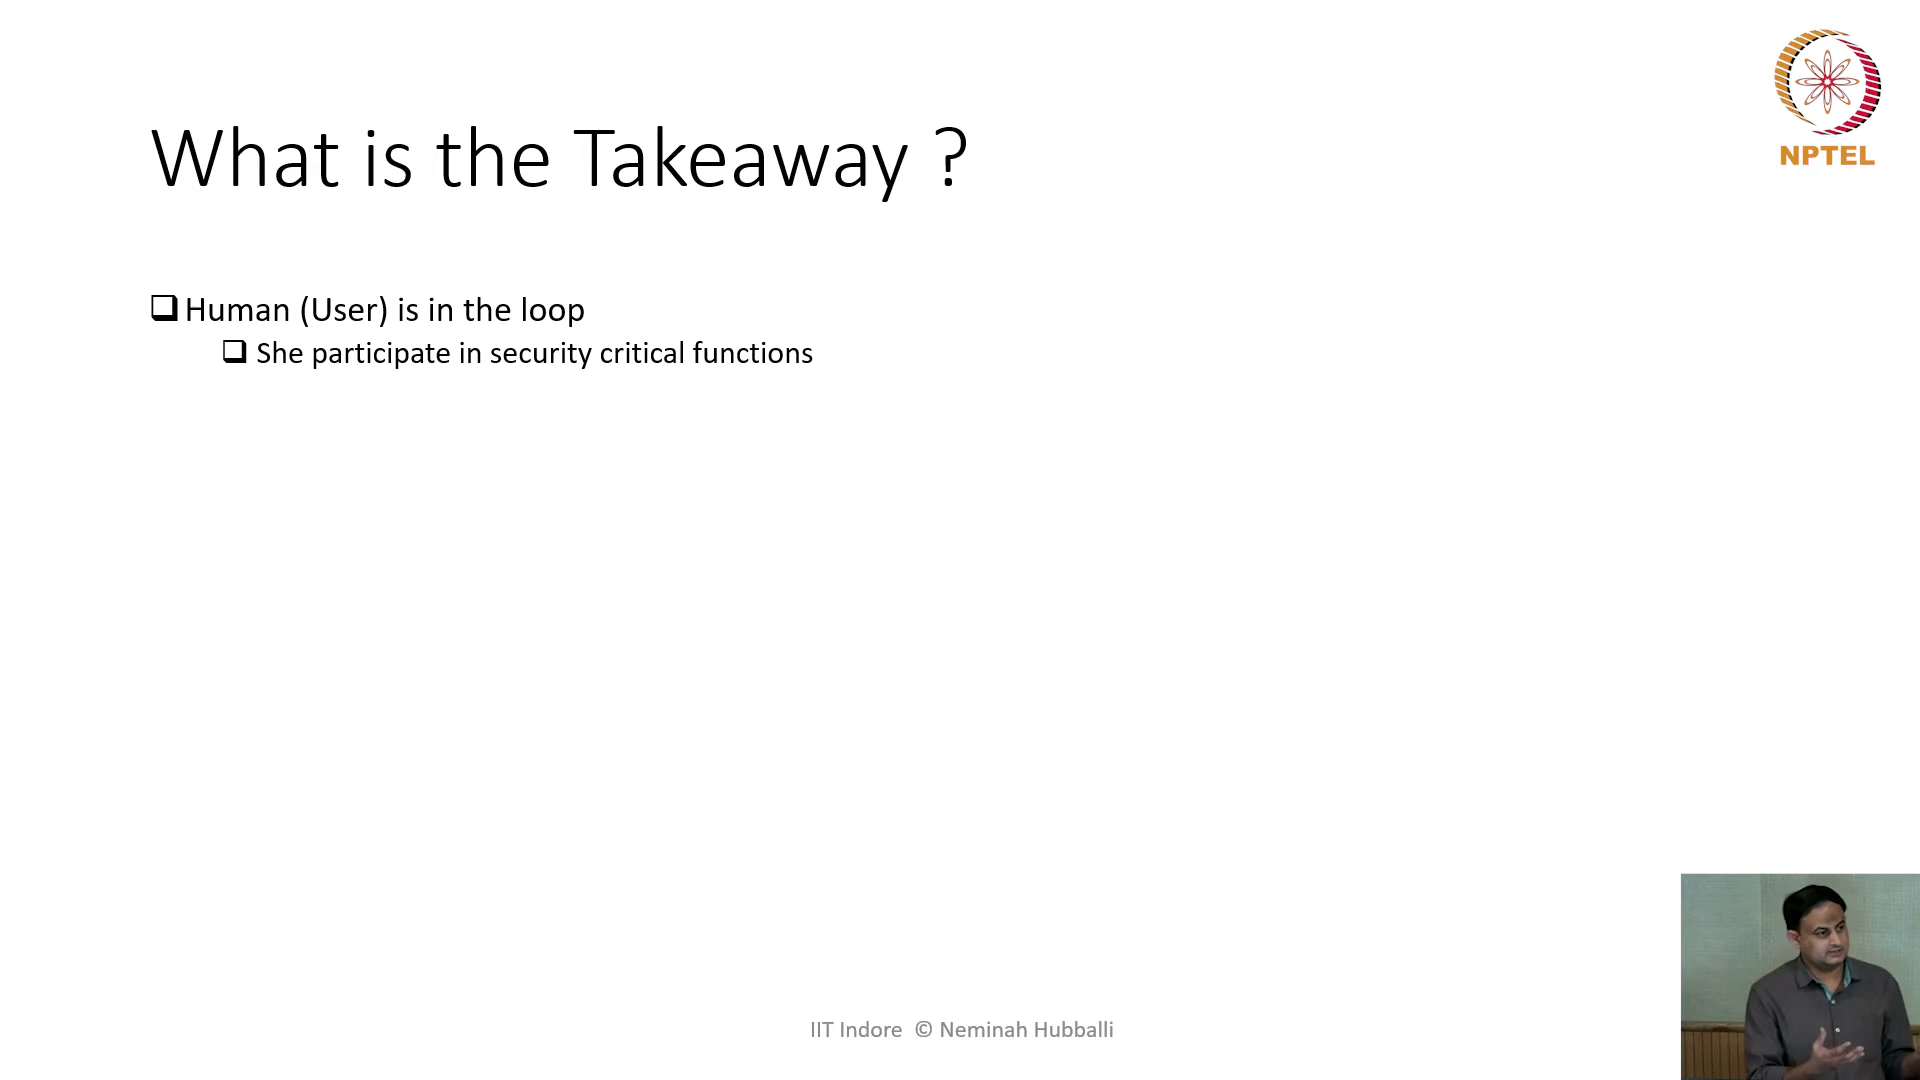 NPTEL
What is the Takeaway ?
Human (User) is in the loop
She participate in security critical functions
IIT Indore © Neminah Hubballi